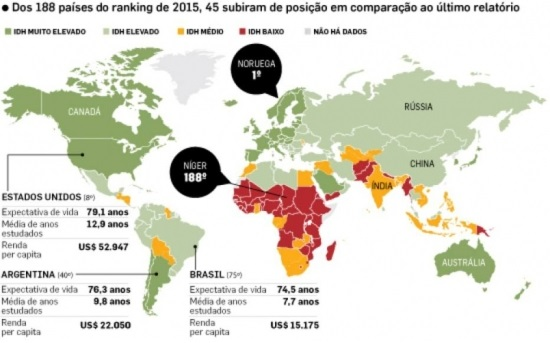 • Dos 188 países do ranking de 2015, 45 subiram de posição em comparação ao último relatório
IDH MUITO ELEVADO IDH ELEVADO IDH MÉDIO IDH BAIXO NÃO HÁ DADOS
NORUEGA
1º
CANADÁ
RÚSSIA
CHINA
NÍGER
188º
ÍNDIA
ESTADOS UNIDOS (8º)
Expectativa de vida 79,1 anos
Média de anos estudados 12,9 anos
Renda per capita US$ 52.947
AUSTRÁLIA
ARGENTINA (40º)
Expectativa de vida 76,3 anos
Média de anos estudados 9,8 anos
Renda per capita US$ 22.050
BRASIL (75º)
Expectativa de vida 74,5 anos
Média de anos estudados 7,7 anos
Renda per capita US$ 15.175